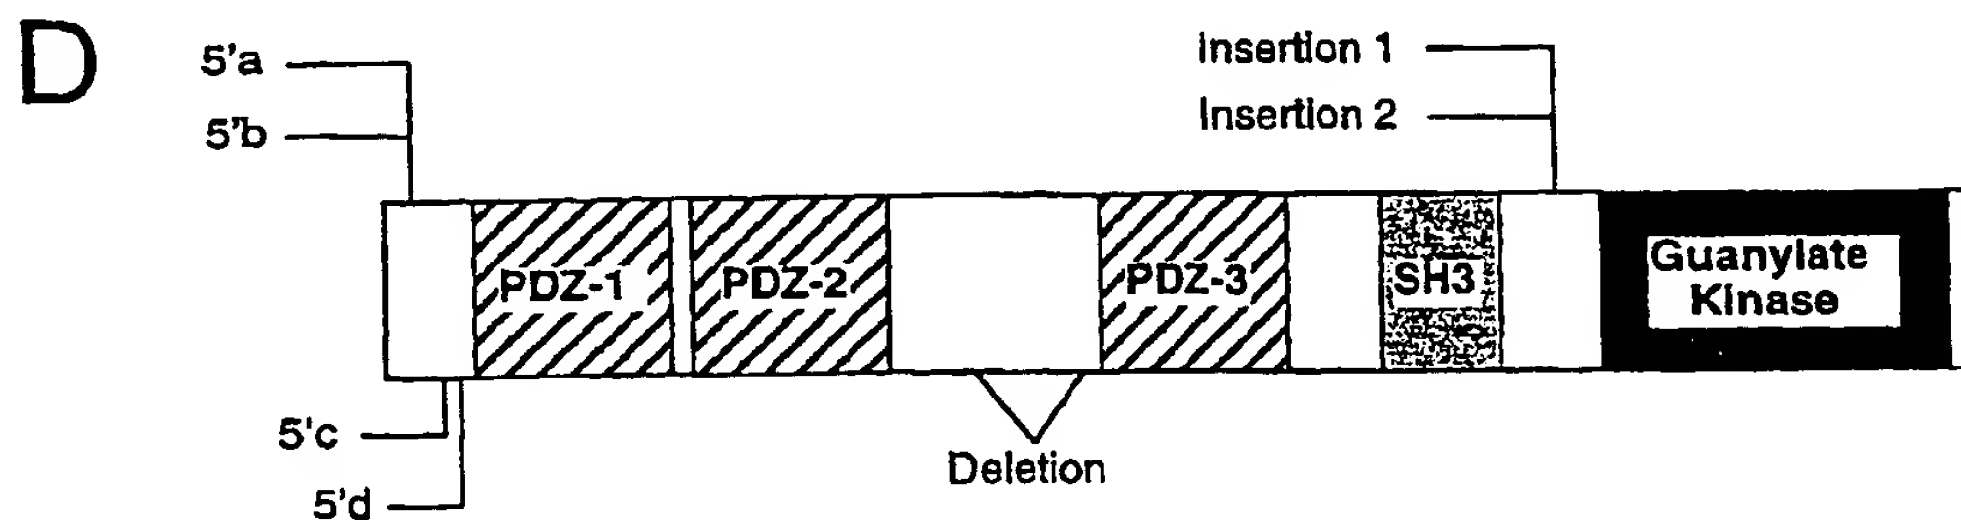 D
5'a
5'b
Insertion 1
Insertion 2
PDZ-1
PDZ-2
PDZ-3
SH3
Guanylate
Kinase
5'c
5'd
Deletion